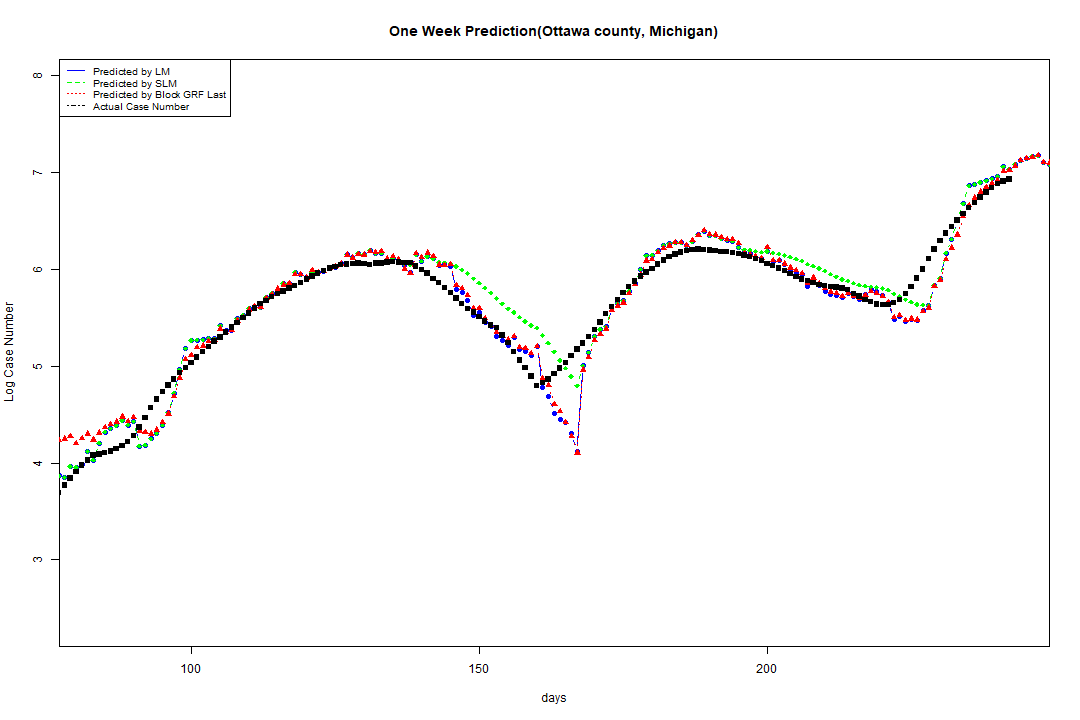 One Week Prediction(Ottawa county, Michigan)
Predicted by LM
Predicted by SLM
Predicted by Block GRF Last
Actual Case Number
8
7
6
5
4
3
Log Case Number
100
150
200
days